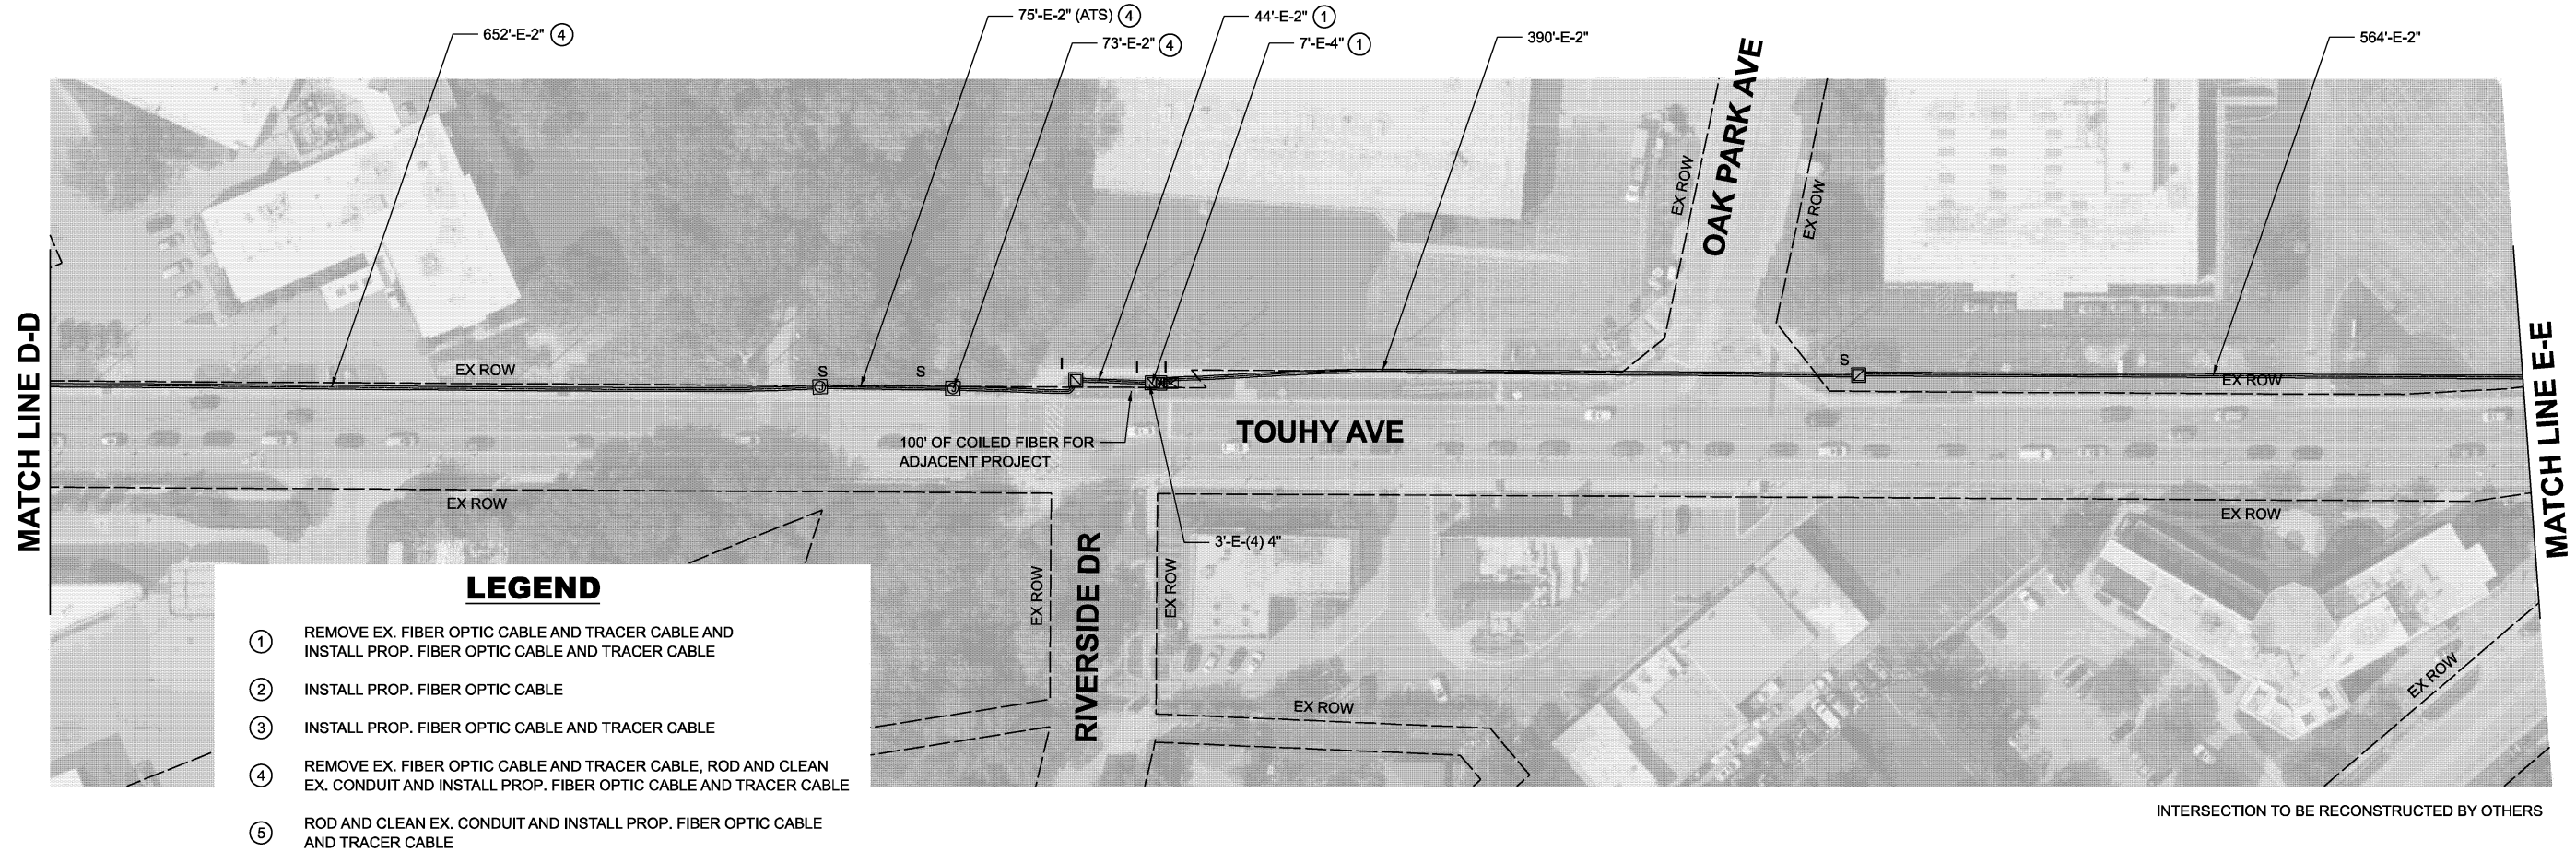 652'-E-2" 4
75'-E-2" (ATS) 4
73'-E-2" 4
44'-E-2" 1
7'-E-4" 1
390'-E-2"
564'-E-2"
OAK PARK AVE
EX ROW
EX ROW
MATCH LINE D-D
EX ROW
S
S
I
I
I
S
EX ROW
MATCH LINE E-E
100' OF COILED FIBER FOR
ADJACENT PROJECT
TOUHY AVE
EX ROW
EX ROW
3'-E-(4) 4"
RIVERSIDE DR
EX ROW
EX ROW
EX ROW
EX ROW
LEGEND
1 REMOVE EX. FIBER OPTIC CABLE AND TRACER CABLE AND
INSTALL PROP. FIBER OPTIC CABLE AND TRACER CABLE
2 INSTALL PROP. FIBER OPTIC CABLE
3 INSTALL PROP. FIBER OPTIC CABLE AND TRACER CABLE
4 REMOVE EX. FIBER OPTIC CABLE AND TRACER CABLE, ROD AND CLEAN
EX. CONDUIT AND INSTALL PROP. FIBER OPTIC CABLE AND TRACER CABLE
5 ROD AND CLEAN EX. CONDUIT AND INSTALL PROP. FIBER OPTIC CABLE
AND TRACER CABLE
INTERSECTION TO BE RECONSTRUCTED BY OTHERS